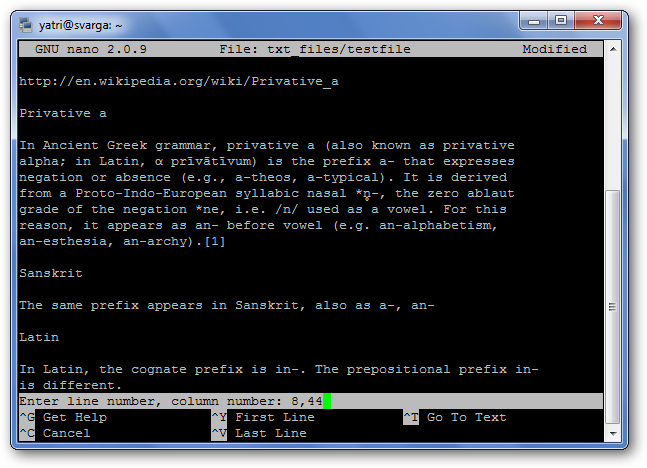 yatri@svarga: ~
GNU nano 2.0.9 File: txt_files/testfile Modified
http://en.wikipedia.org/wiki/Privative_a
Privative a
In Ancient Greek grammar, privative a (also known as privative
alpha; in Latin, α prīvātīvum) is the prefix a- that expresses
negation or absence (e.g., a-theos, a-typical). It is derived
from a Proto-Indo-European syllabic nasal *n̥-, the zero ablaut
grade of the negation *ne, i.e. /n/ used as a vowel. For this
reason, it appears as an- before vowel (e.g. an-alphabetism,
an-esthesia, an-archy).[1]
Sanskrit
The same prefix appears in Sanskrit, also as a-, an-
Latin
In Latin, the cognate prefix is in-. The prepositional prefix in-
is different.
Enter line number, column number: 8,44
^G Get Help ^Y First Line ^T Go To Text
^C Cancel ^V Last Line